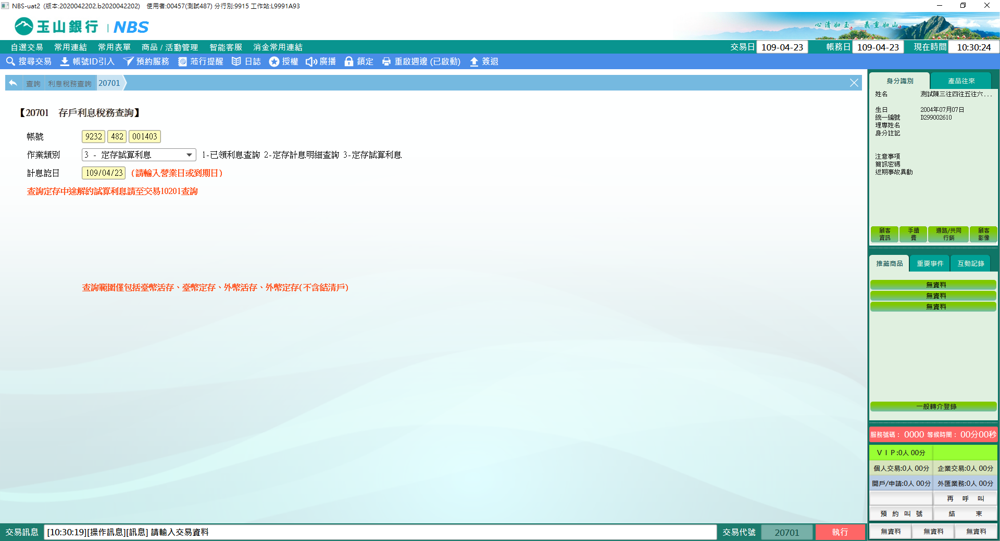 NBS-uat2 (版本:2020042202.b2020042202) 使用者:00457(測試487) 分行別:9915 工作站:L9991A93
玉山銀行 | NBS
心清如玉。 義重如山。
自選交易 常用連結 常用表單 商品 / 活動管理 智能客服 消金常用連結 交易日 109-04-23 帳務日 109-04-23 現在時間 10:30:24
搜尋交易 帳號ID引入 預約服務 蒞行提醒 日誌 授權 廣播 鎖定 重啟週邊 (已啟動) 簽退
查詢 利息稅務查詢 20701
【20701 存戶利息稅務查詢】
帳號 9232 482 001403
作業類別 3 - 定存試算利息 1-已領利息查詢 2-定存計息明細查詢 3-定存試算利息
計息訖日 109/04/23 (請輸入營業日或到期日)
查詢定存中途解約試算利息請至交易10201查詢
查詢範圍僅包括臺幣活存、臺幣定存、外幣活存、外幣定存(不含結清戶)
身分識別 產品往來
姓名 測試陳三往四往五往六...
生日 2004年07月07日
統一編號 D299002610
理專姓名
身分註記
注意事項
簡訊密碼
近期事故異動
顧客資訊 手續費 通路/共同行銷 顧客影像
推薦商品 重要事件 互動記錄
無資料
無資料
無資料
一般轉介登錄
服務號碼： 0000 等候時間： 00分00秒
ＶＩＰ:0人 00分
個人交易:0人 00分 企業交易:0人 00分
開戶/申請:0人 00分 外匯業務:0人 00分
再 呼 叫
預 約 叫 號 結 束
無資料 無資料 無資料
交易訊息 [10:30:19][操作訊息][訊息] 請輸入交易資料 交易代號 20701 執行